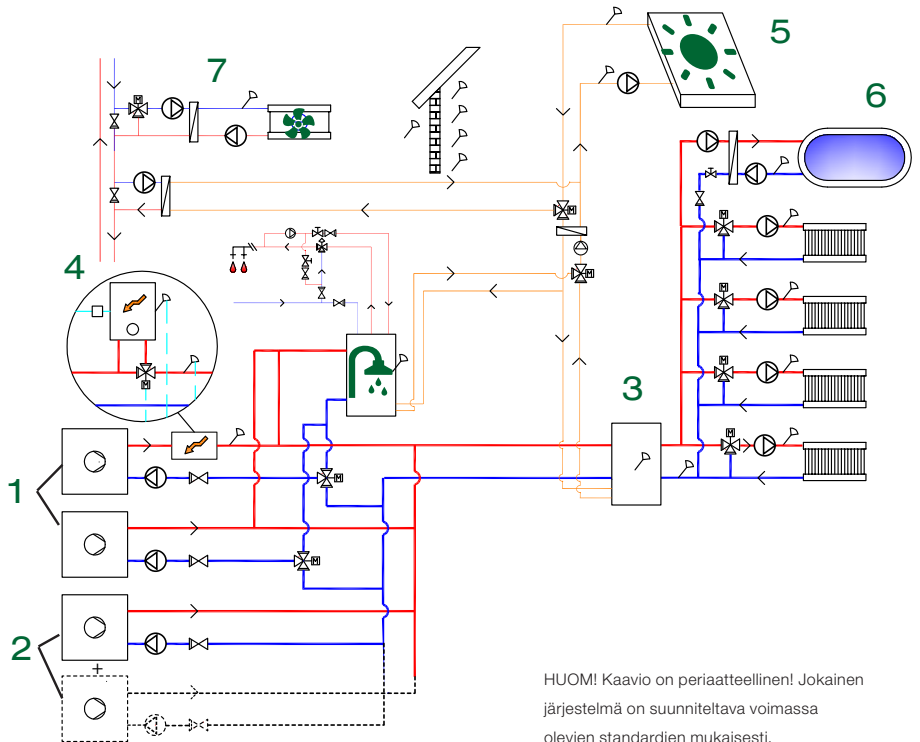 7
5
6
M
M
M
4
M
M
M
M
3
M
M
1
M
M
2
+
HUOM! Kaavio on periaatteellinen! Jokainen
järjestelmä on suunniteltava voimassa
olevien standardien mukaisesti.